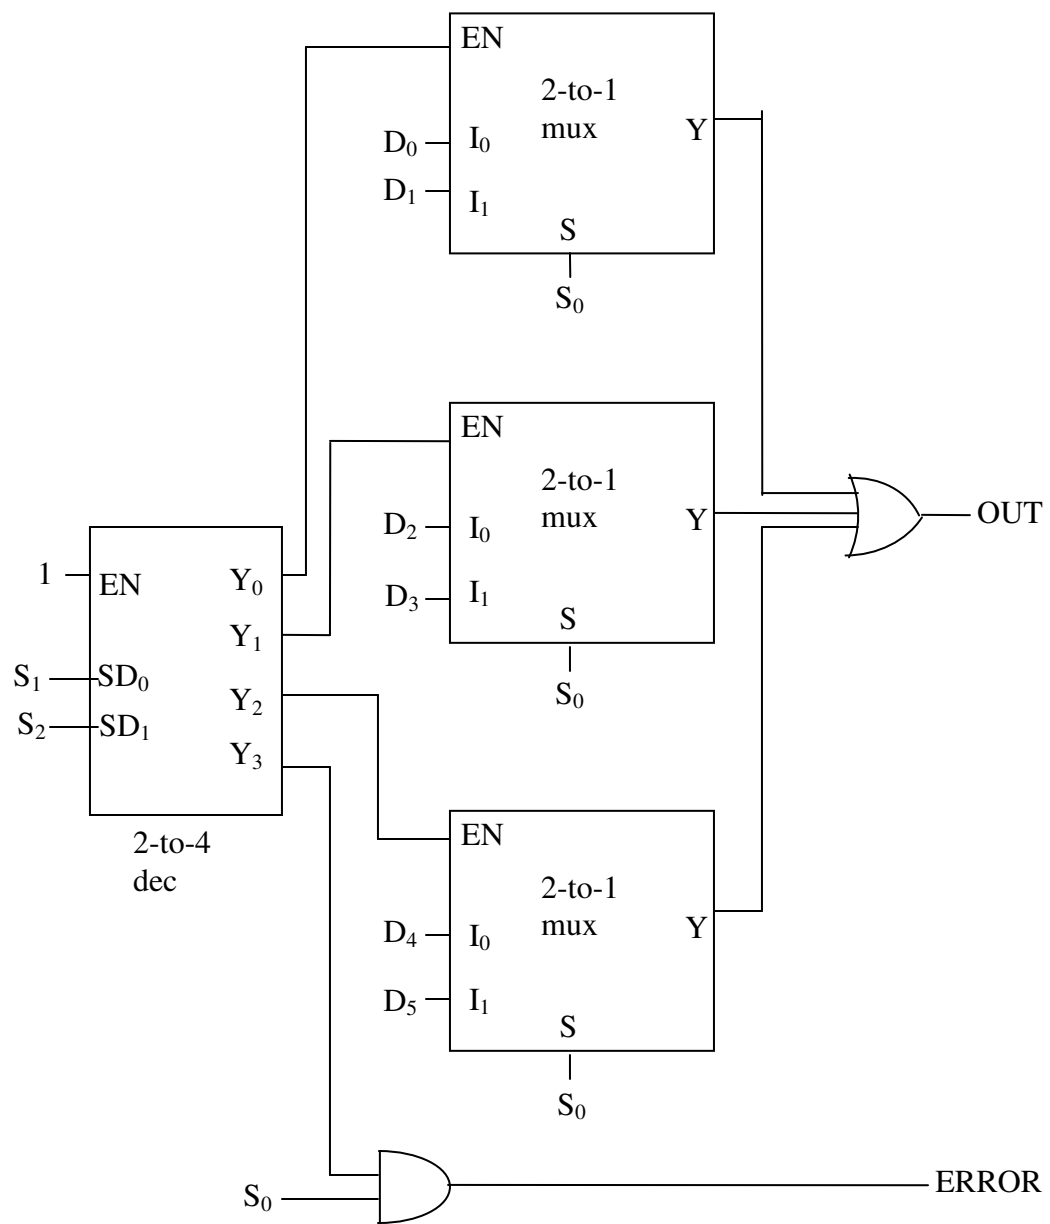 EN
2-to-1
mux
Y
D₀
I₀
D₁
I₁
S
S₀
EN
2-to-1
mux
Y
D₂
I₀
D₃
I₁
S
S₀
OUT
1
EN
Y₀
Y₁
S₁
SD₀
Y₂
S₂
SD₁
Y₃
2-to-4
dec
EN
2-to-1
mux
Y
D₄
I₀
D₅
I₁
S
S₀
S₀
ERROR